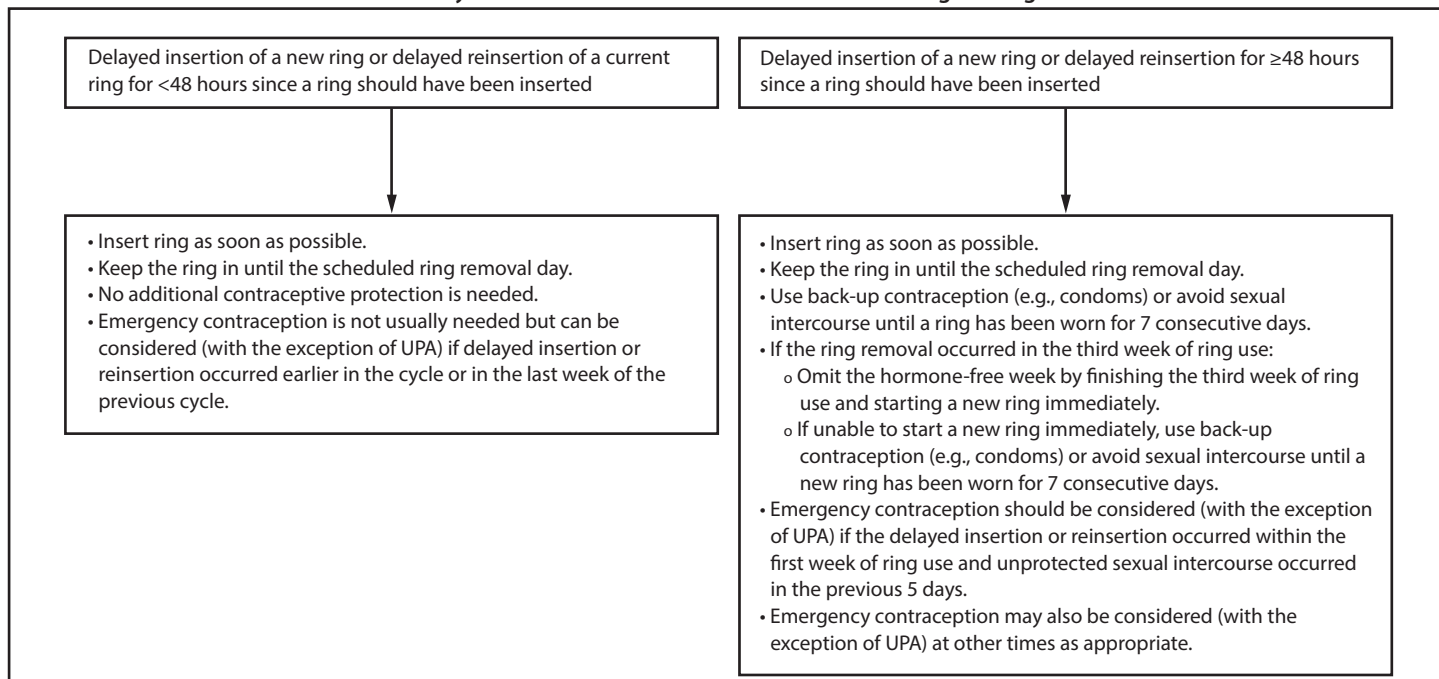 Delayed insertion of a new ring or delayed reinsertion of a current
ring for <48 hours since a ring should have been inserted
• Insert ring as soon as possible.
• Keep the ring in until the scheduled ring removal day.
• No additional contraceptive protection is needed.
• Emergency contraception is not usually needed but can be
considered (with the exception of UPA) if delayed insertion or
reinsertion occurred earlier in the cycle or in the last week of the
previous cycle.
Delayed insertion of a new ring or delayed reinsertion for ≥48 hours
since a ring should have been inserted
• Insert ring as soon as possible.
• Keep the ring in until the scheduled ring removal day.
• Use back-up contraception (e.g., condoms) or avoid sexual
intercourse until a ring has been worn for 7 consecutive days.
• If the ring removal occurred in the third week of ring use:
o Omit the hormone-free week by finishing the third week of ring
use and starting a new ring immediately.
o If unable to start a new ring immediately, use back-up
contraception (e.g., condoms) or avoid sexual intercourse until a
new ring has been worn for 7 consecutive days.
• Emergency contraception should be considered (with the exception
of UPA) if the delayed insertion or reinsertion occurred within the
first week of ring use and unprotected sexual intercourse occurred
in the previous 5 days.
• Emergency contraception may also be considered (with the
exception of UPA) at other times as appropriate.